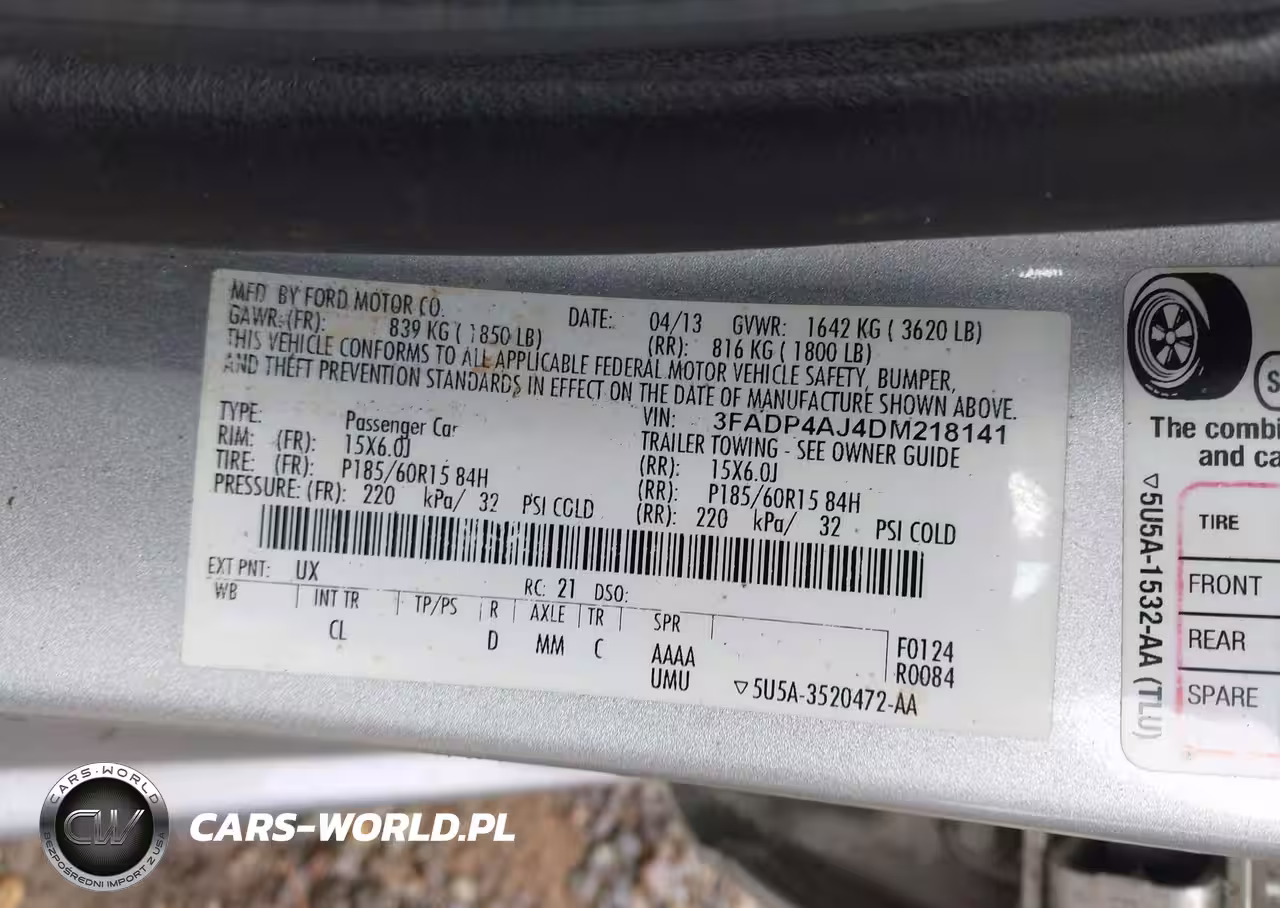 MFD BY FORD MOTOR CO.
DATE: 04/13 GVWR: 1642 KG ( 3620 LB)
GAWR: (FR): 839 KG ( 1850 LB) (RR): 816 KG ( 1800 LB)
THIS VEHICLE CONFORMS TO ALL APPLICABLE FEDERAL MOTOR VEHICLE SAFETY, BUMPER,
AND THEFT PREVENTION STANDARDS IN EFFECT ON THE DATE OF MANUFACTURE SHOWN ABOVE.
VIN: 3FADP4AJ4DM218141
TYPE: Passenger Car TRAILER TOWING - SEE OWNER GUIDE
RIM: (FR): 15X6.0J (RR): 15X6.0J
TIRE: (FR): P185/60R15 84H (RR): P185/60R15 84H
PRESSURE: (FR): 220 kPa/ 32 PSI COLD (RR): 220 kPa/ 32 PSI COLD
EXT PNT: UX RC: 21 DSO:
WB INT TR TP/PS R AXLE TR SPR
CL D MM C AAAA F0124
UMU R0084
▽5U5A-3520472-AA
The combi
and ca
TIRE
FRONT
REAR
SPARE
▽5U5A-1532-AA (TLU)
CARS-WORLD
CW
BEZPOŚREDNI IMPORT Z USA
CARS-WORLD.PL